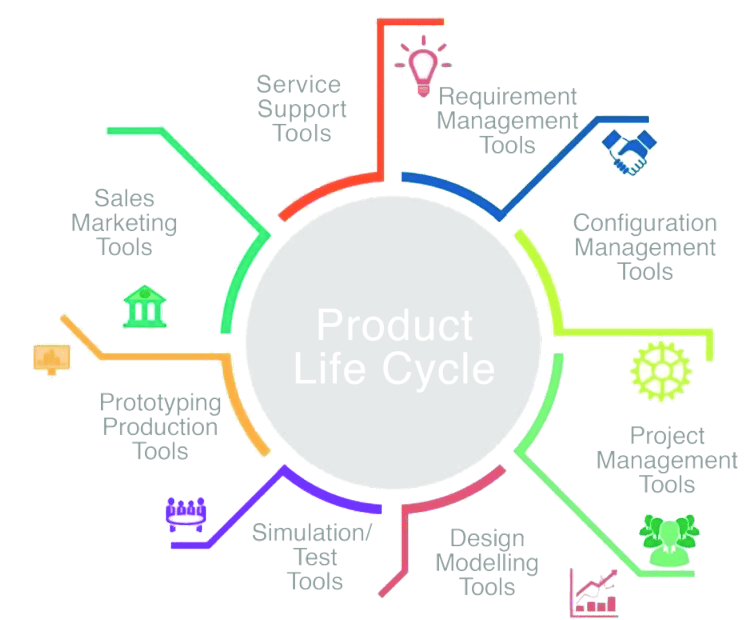 Service
Support
Tools
Requirement
Management
Tools
Configuration
Management
Tools
Project
Management
Tools
Design
Modelling
Tools
Simulation/
Test
Tools
Prototyping
Production
Tools
Sales
Marketing
Tools
Product
Life Cycle